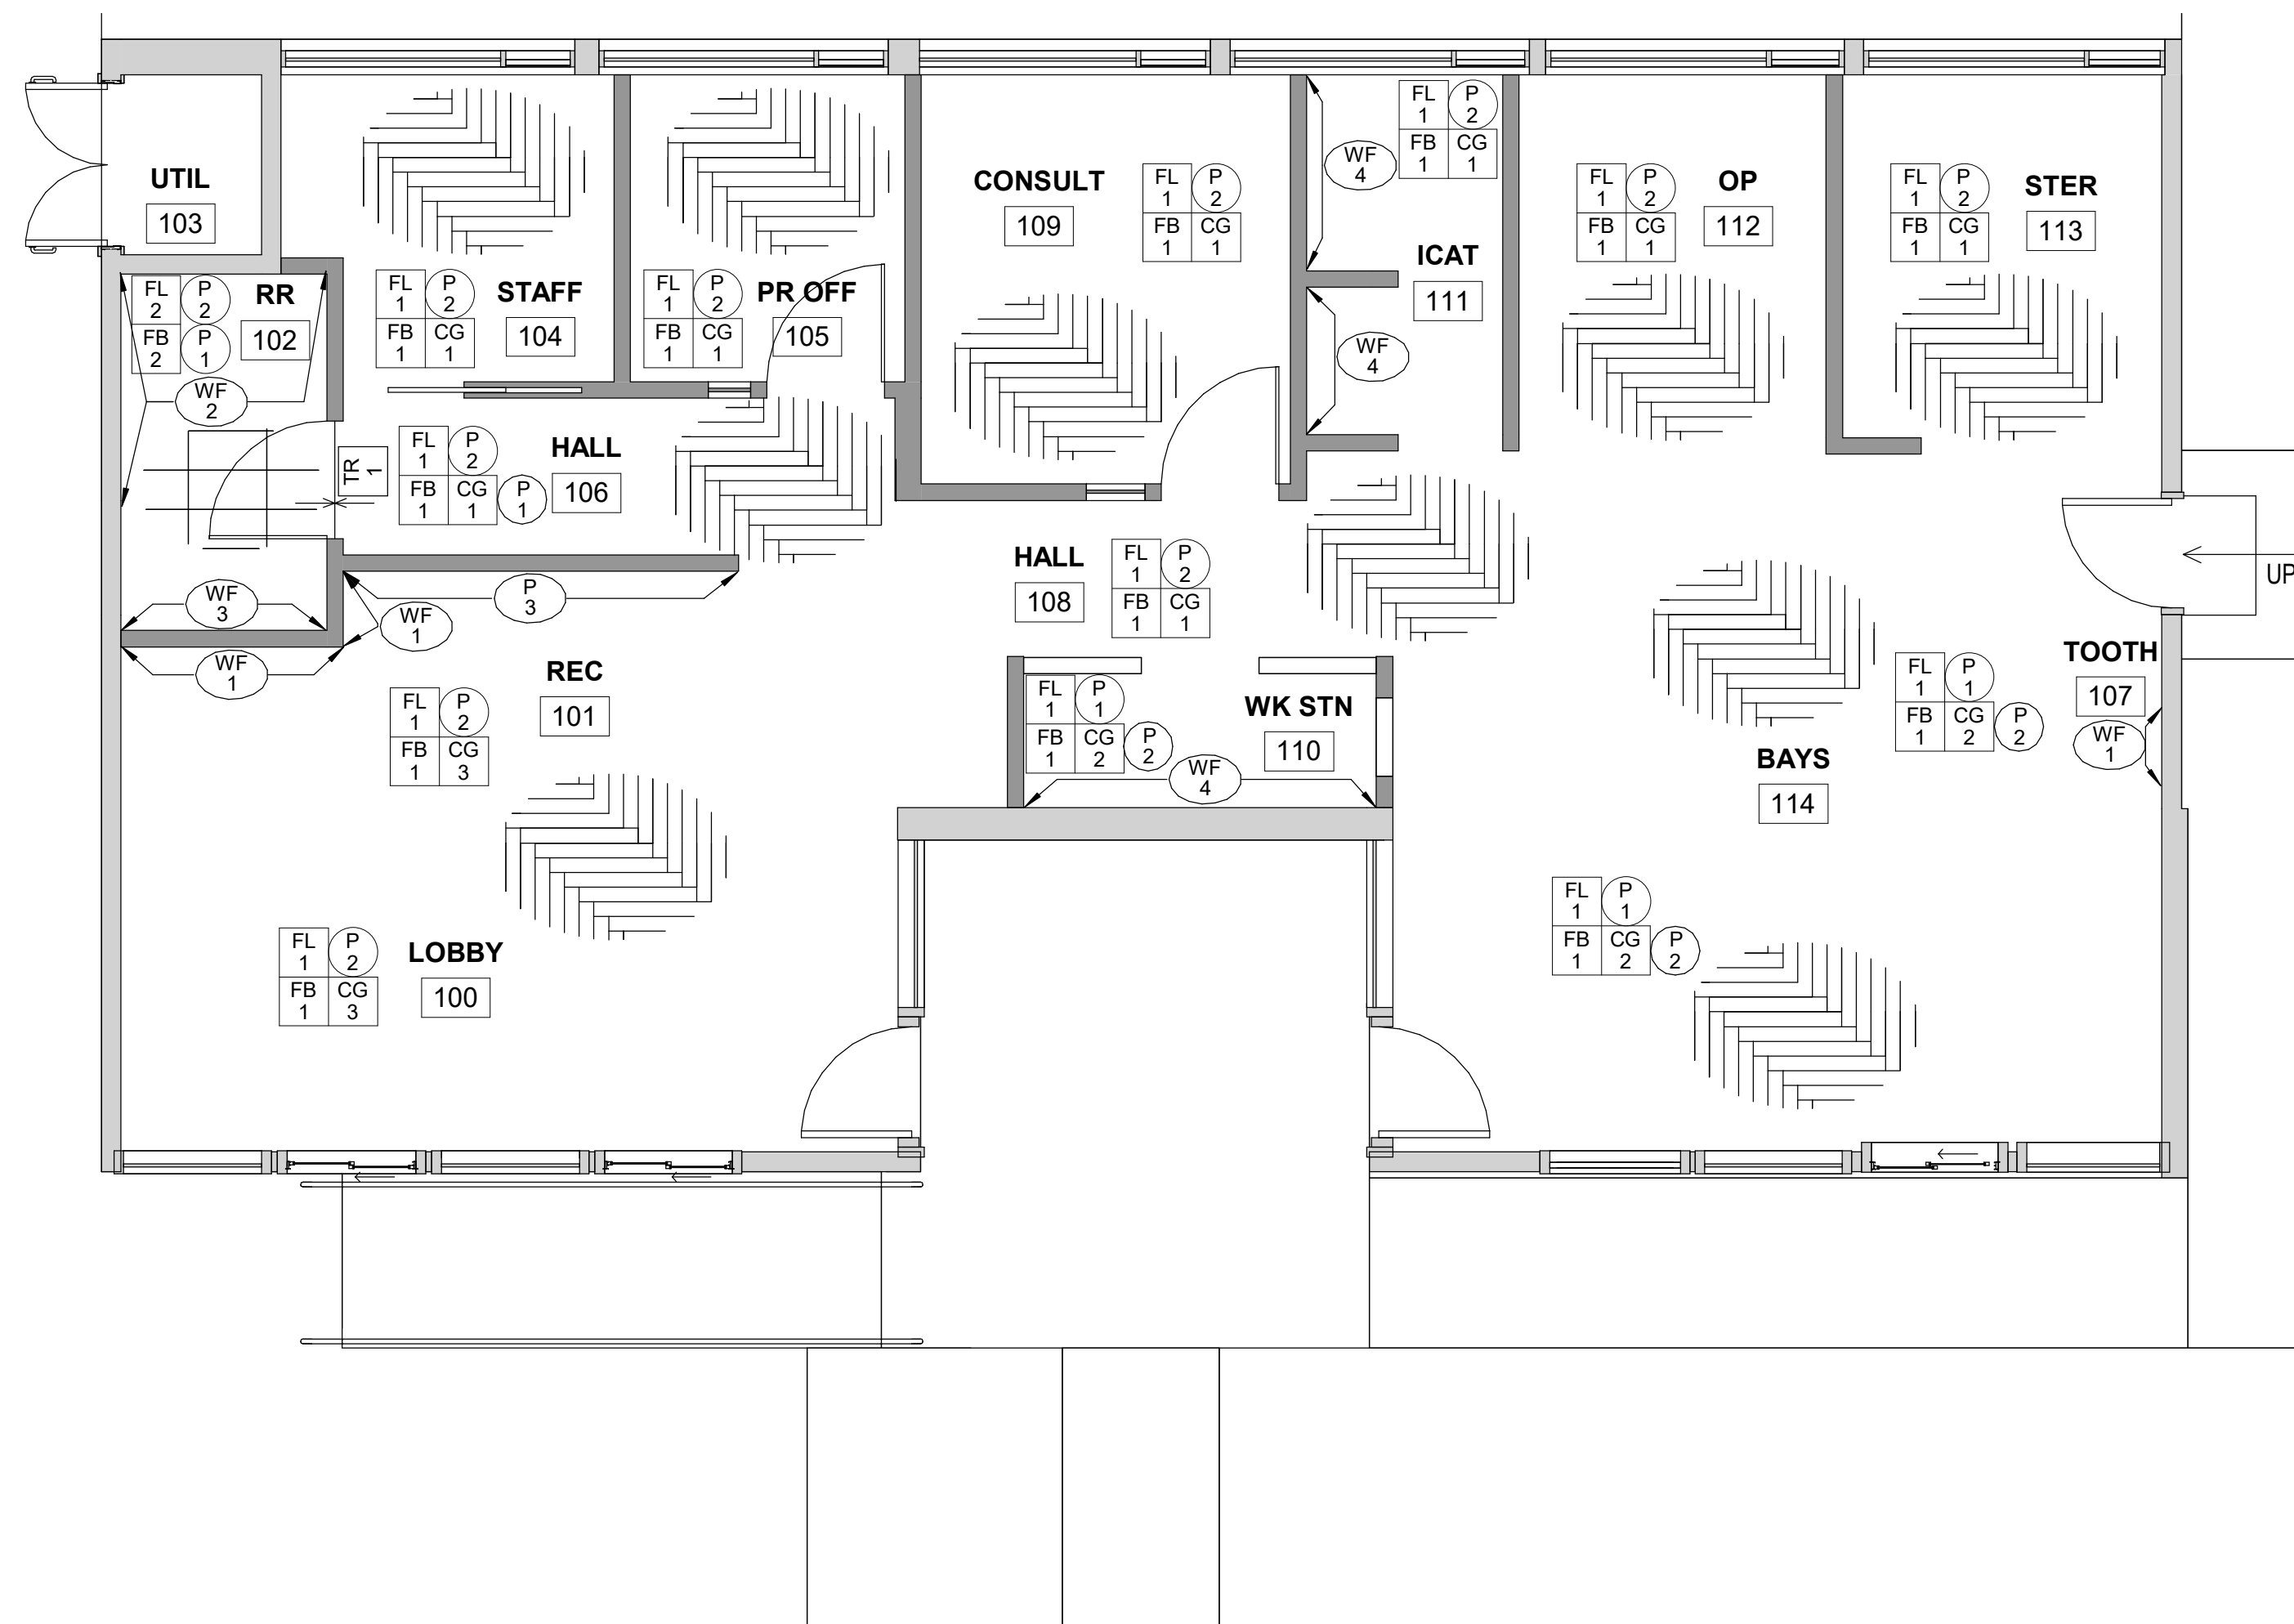 UTIL
103
FL P
2 2
FB P
2 1
RR
102
WF
2
FL P
1 2
FB CG
1 1
STAFF
104
FL P
1 2
FB CG
1 1
PR OFF
105
CONSULT
109
FL P
1 2
FB CG
1 1
WF
4
FL P
1 2
FB CG
1 1
ICAT
111
WF
4
FL P
1 2
FB CG
1 1
OP
112
FL P
1 2
FB CG
1 1
STER
113
TR
1
FL P
1 2
FB CG P
1 1 1
HALL
106
WF
3
WF
1
WF
1
P
3
HALL
108
FL P
1 2
FB CG
1 1
UP
REC
101
FL P
1 2
FB CG
1 3
FL P
1 1
FB CG P
1 2 2
WK STN
110
WF
4
FL P
1 1
FB CG P
1 2 2
TOOTH
107
WF
1
BAYS
114
FL P
1 1
FB CG P
1 2 2
FL P
1 2
FB CG
1 3
LOBBY
100